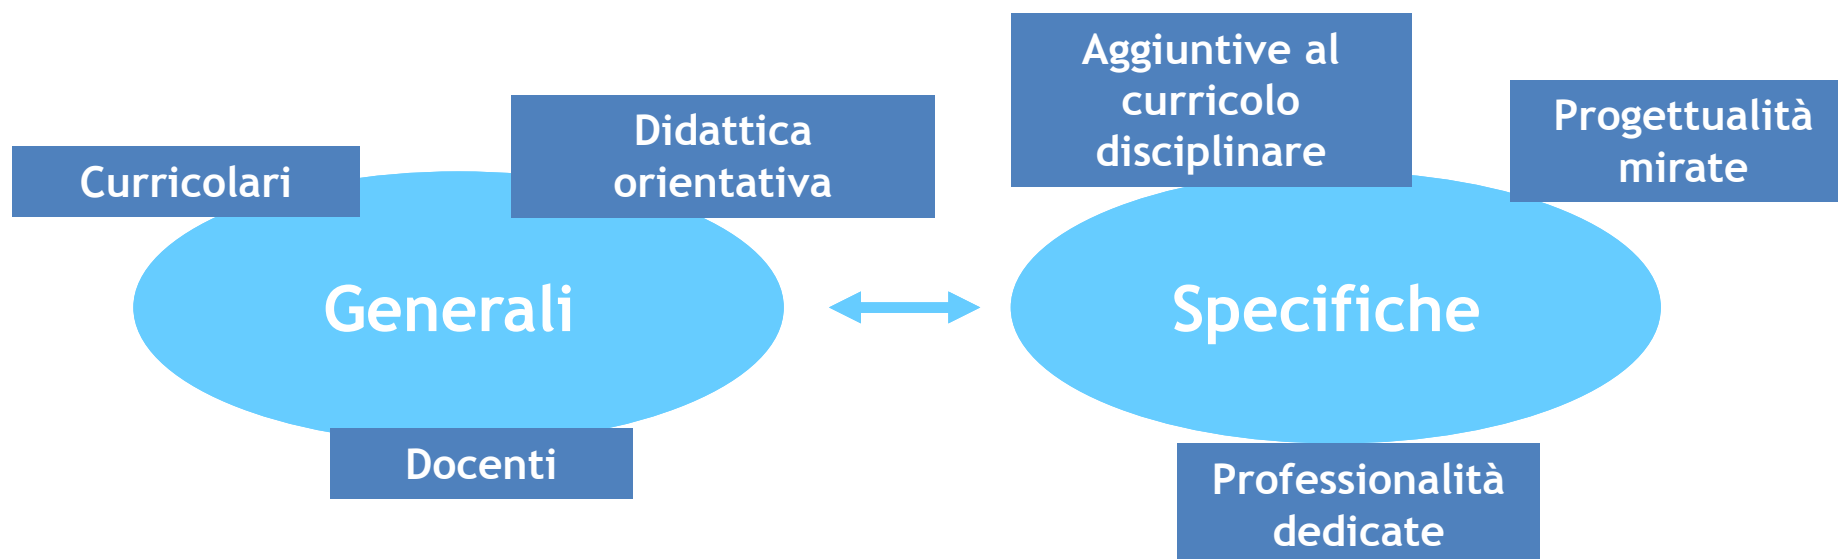 Curricolari
Didattica
orientativa
Generali
Docenti
Aggiuntive al
curricolo
disciplinare
Progettualità
mirate
Specifiche
Professionalità
dedicate